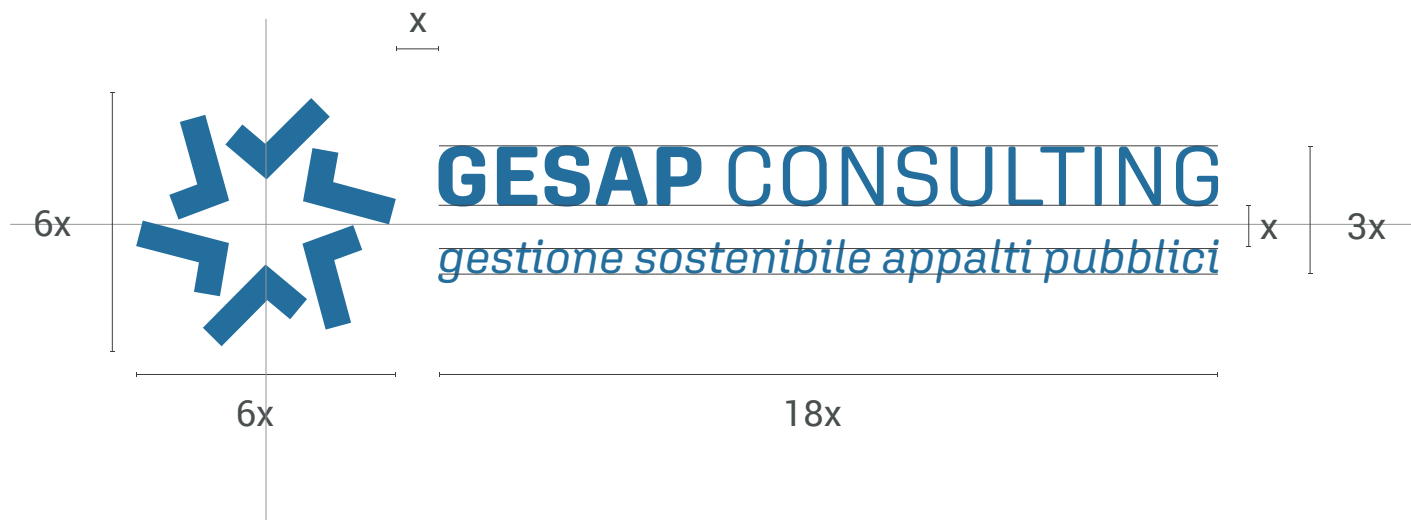 x
GESAP CONSULTING
6x
x
3x
gestione sostenibile appalti pubblici
6x
18x